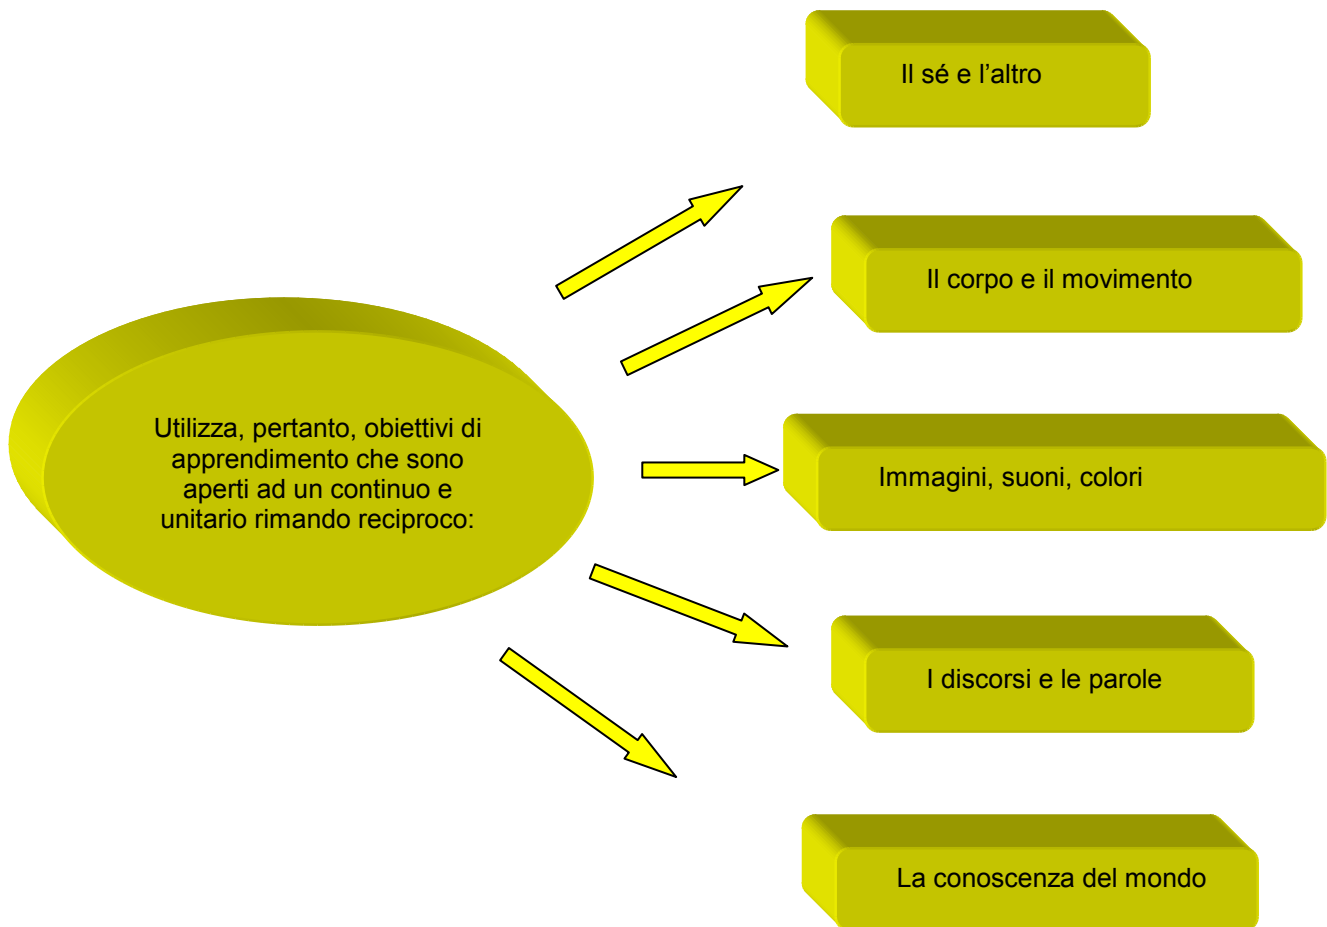 Il sé e l’altro
Il corpo e il movimento
Utilizza, pertanto, obiettivi di
apprendimento che sono
aperti ad un continuo e
unitario rimando reciproco:
Immagini, suoni, colori
I discorsi e le parole
La conoscenza del mondo